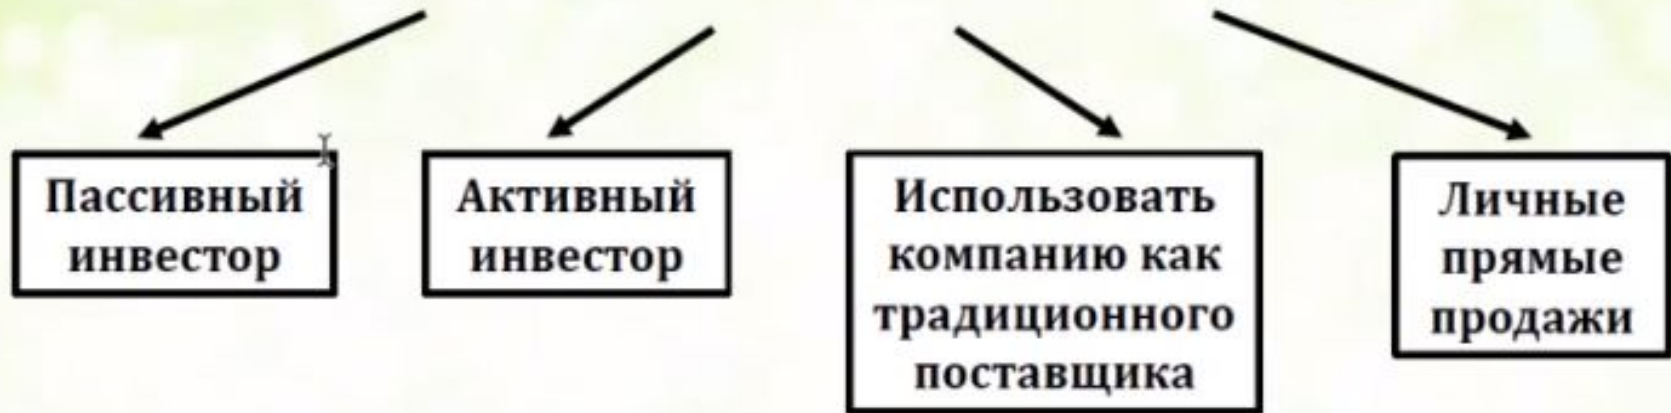 Пассивный
инвестор
Активный
инвестор
Использовать
компанию как
традиционного
поставщика
Личные
прямые
продажи